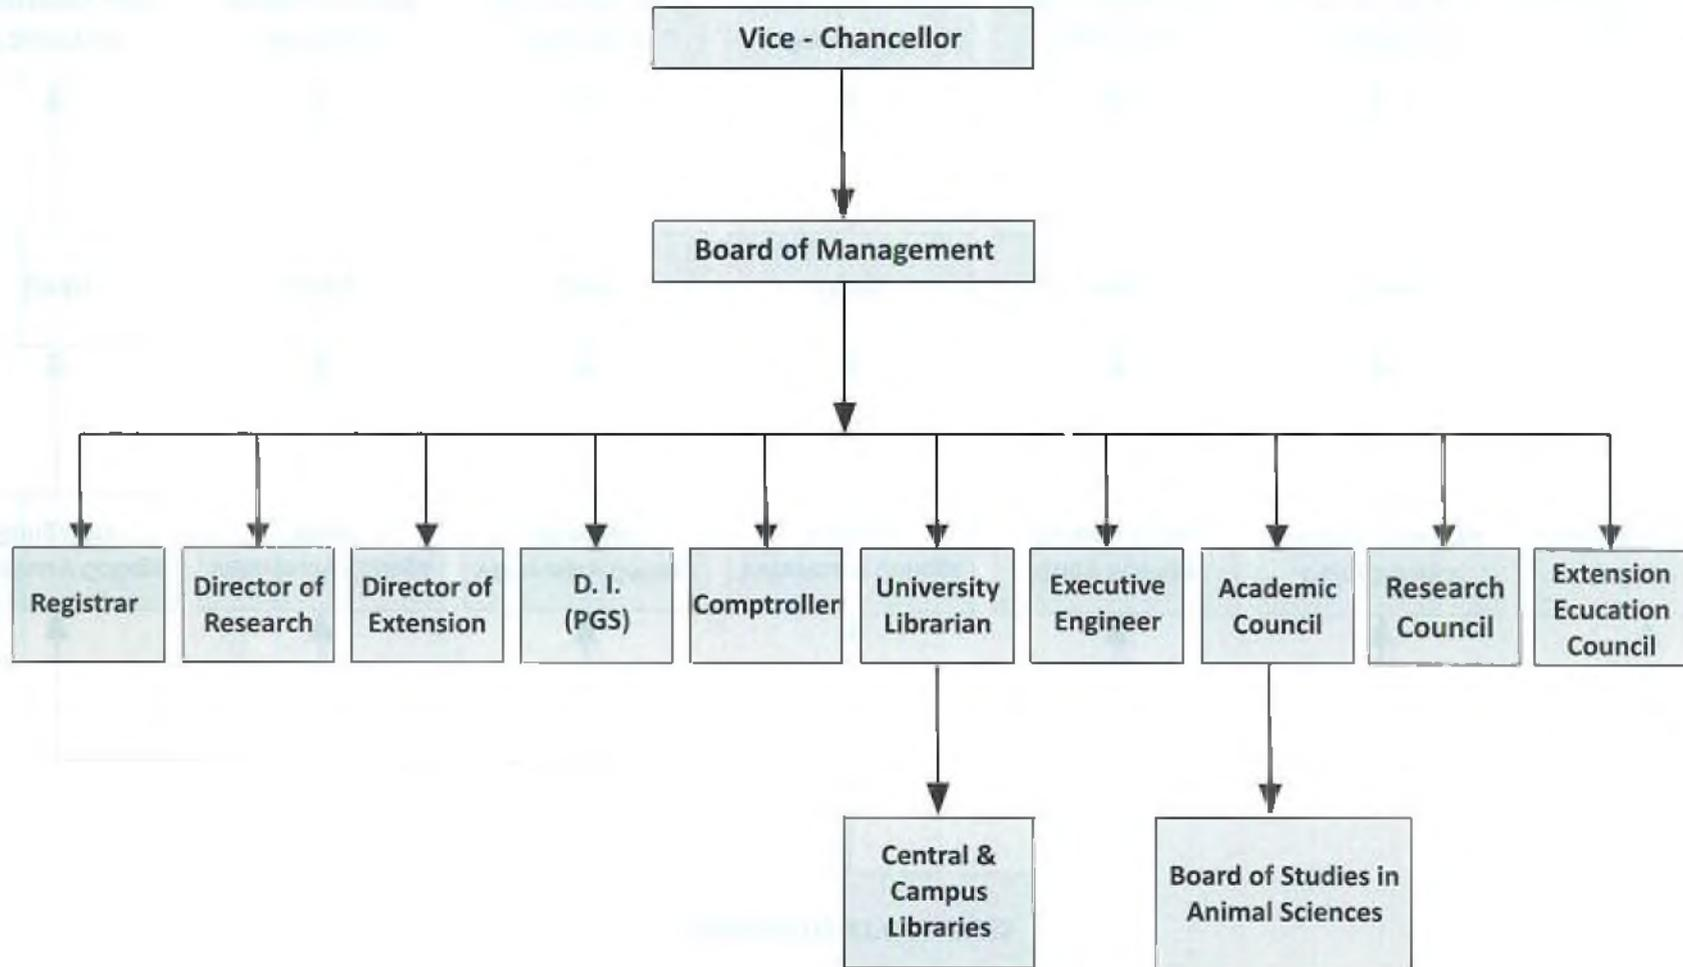 Vice - Chancellor
Board of Management
Registrar
Director of
Research
Director of
Extension
D. I.
(PGS)
Comptroller
University
Librarian
Executive
Engineer
Academic
Council
Research
Council
Extension
Ecucation
Council
Central &
Campus
Libraries
Board of Studies in
Animal Sciences